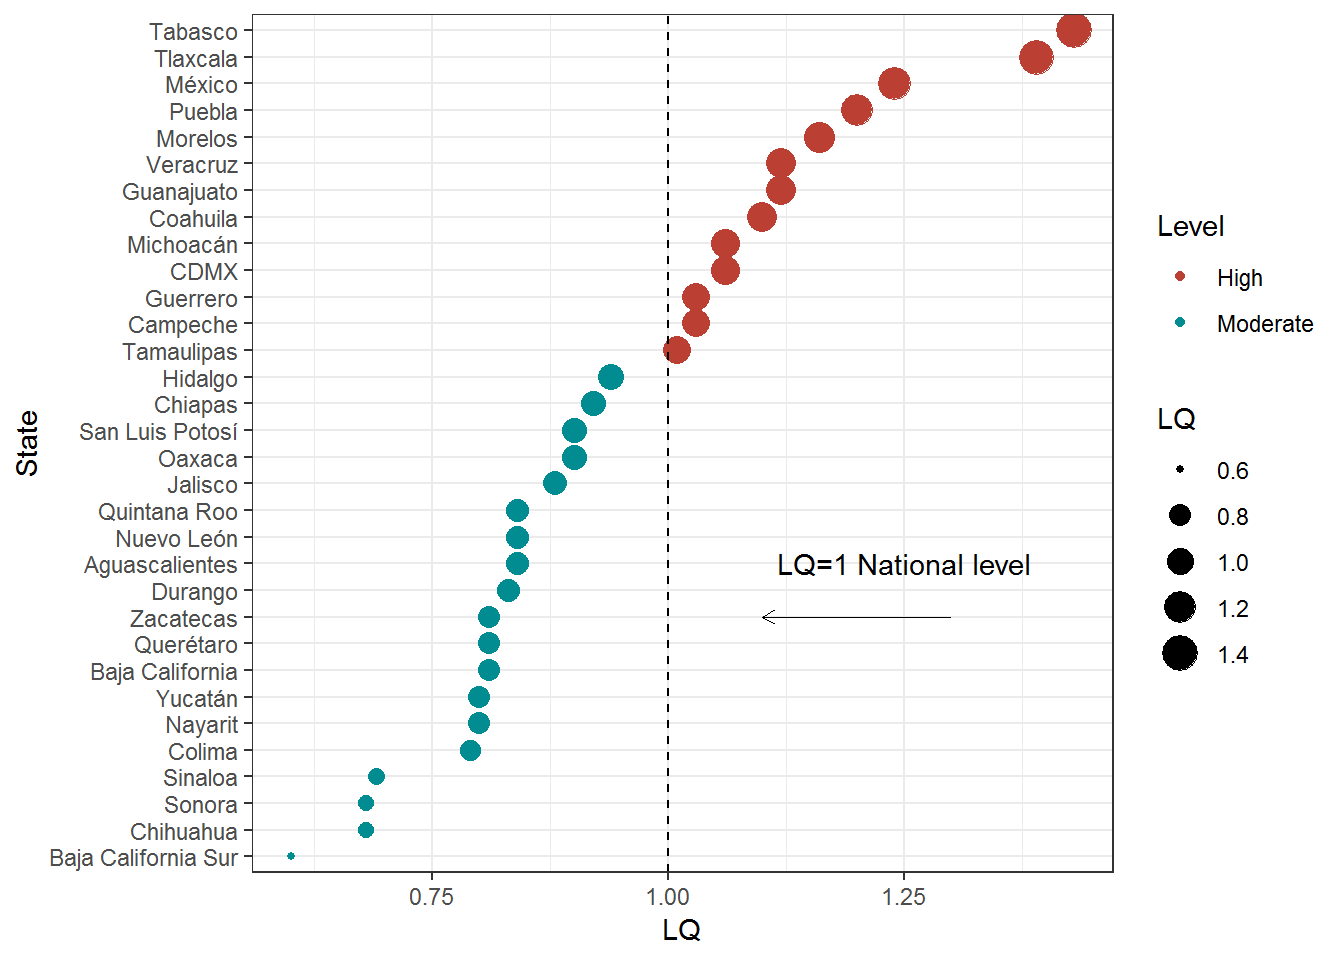 Tabasco
Tlaxcala
México
Puebla
Morelos
Veracruz
Guanajuato
Coahuila
Michoacán
CDMX
Guerrero
Campeche
Tamaulipas
Hidalgo
Chiapas
San Luis Potosí
Oaxaca
Jalisco
Quintana Roo
Nuevo León
Aguascalientes
Durango
Zacatecas
Querétaro
Baja California
Yucatán
Nayarit
Colima
Sinaloa
Sonora
Chihuahua
Baja California Sur
State
0.75 1.00 1.25
LQ
LQ=1 National level
Level
High
Moderate
LQ
0.6
0.8
1.0
1.2
1.4